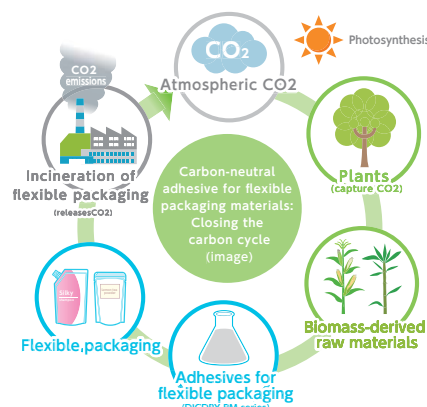 CO2
Photosynthesis
Atmospheric CO2
CO2
emissions
Incineration of
flexible packaging
(releasesCO2)
Plants
(capture CO2)
Carbon-neutral
adhesive for flexible
packaging materials:
Closing the
carbon cycle
(image)
Biomass-derived
raw materials
Silky
Flexible packaging
Adhesives for
flexible packaging